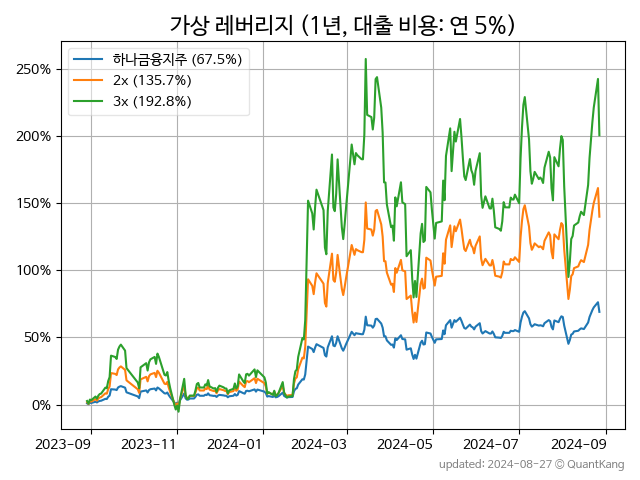 가상 레버리지 (1년, 대출 비용: 연 5%)
하나금융지주 (67.5%)
2x (135.7%)
3x (192.8%)
250%
200%
150%
100%
50%
0%
2023-09 2023-11 2024-01 2024-03 2024-05 2024-07 2024-09
updated: 2024-08-27 © QuantKang